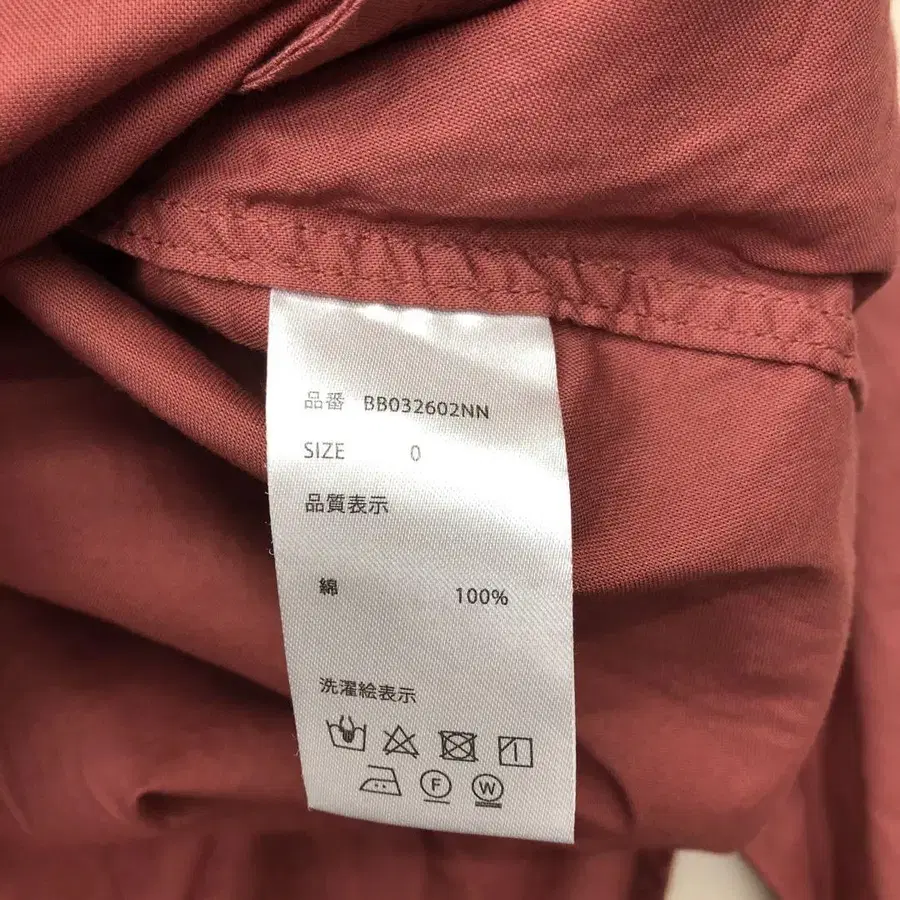 品番 BB032602NN
SIZE 0
品質表示
綿 100%
洗濯絵表示
F W